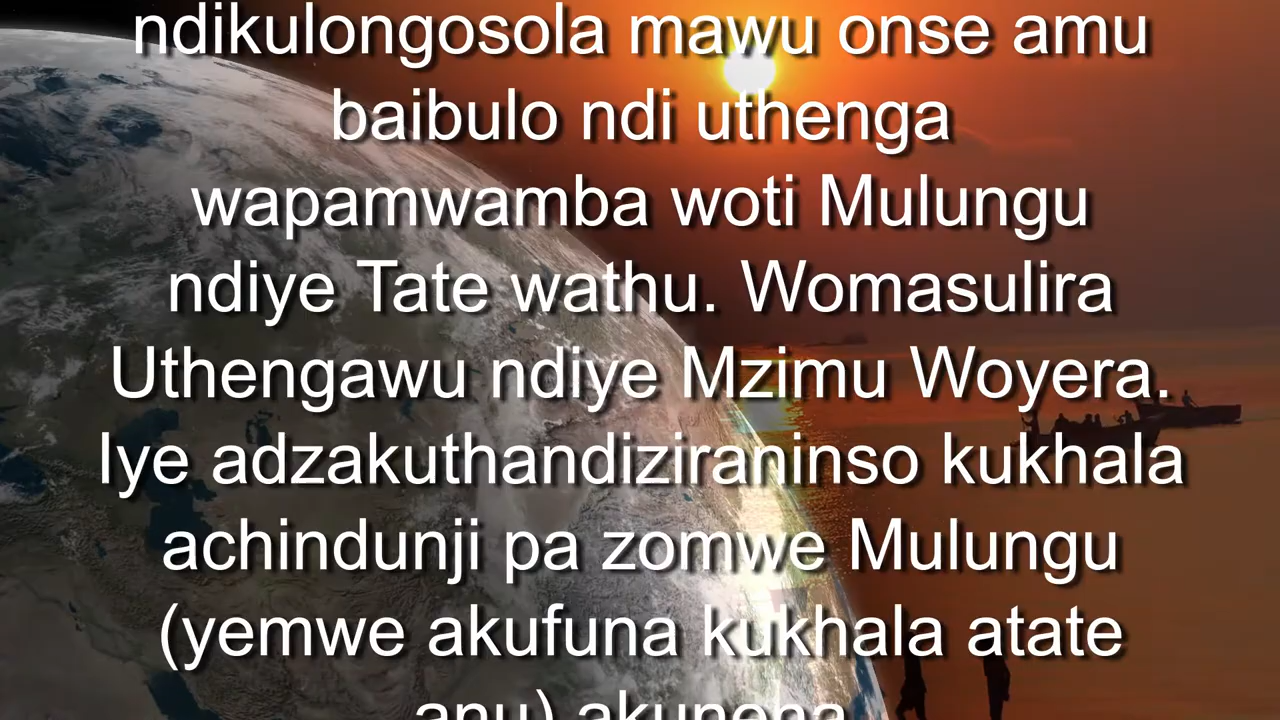 ndikulongosola mawu onse amu
baibulo ndi uthenga
wapamwamba woti Mulungu
ndiye Tate wathu. Womasulira
Uthengawu ndiye Mzimu Woyera.
Iye adzakuthandiziraninso kukhala
achindunji pa zomwe Mulungu
(yemwe akufuna kukhala atate
anu)